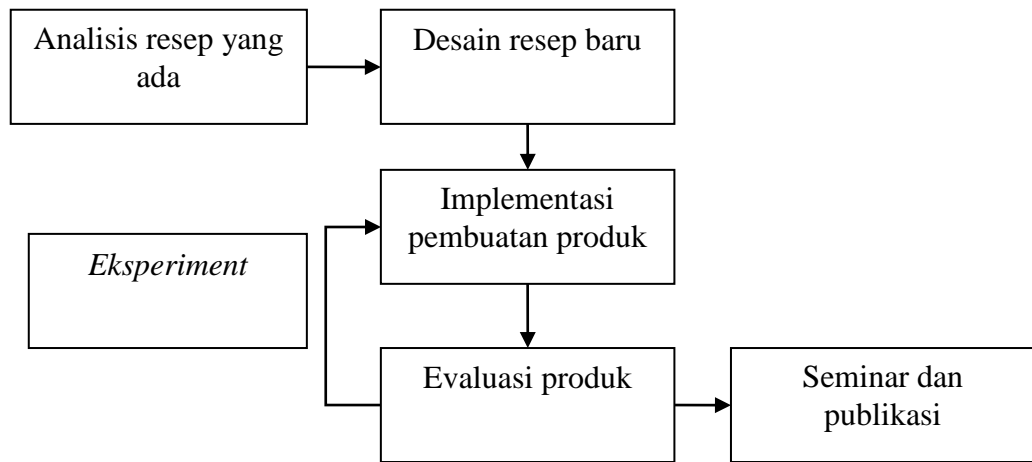 Analisis resep yang
ada
Desain resep baru
Implementasi
pembuatan produk
Eksperiment
Evaluasi produk
Seminar dan
publikasi